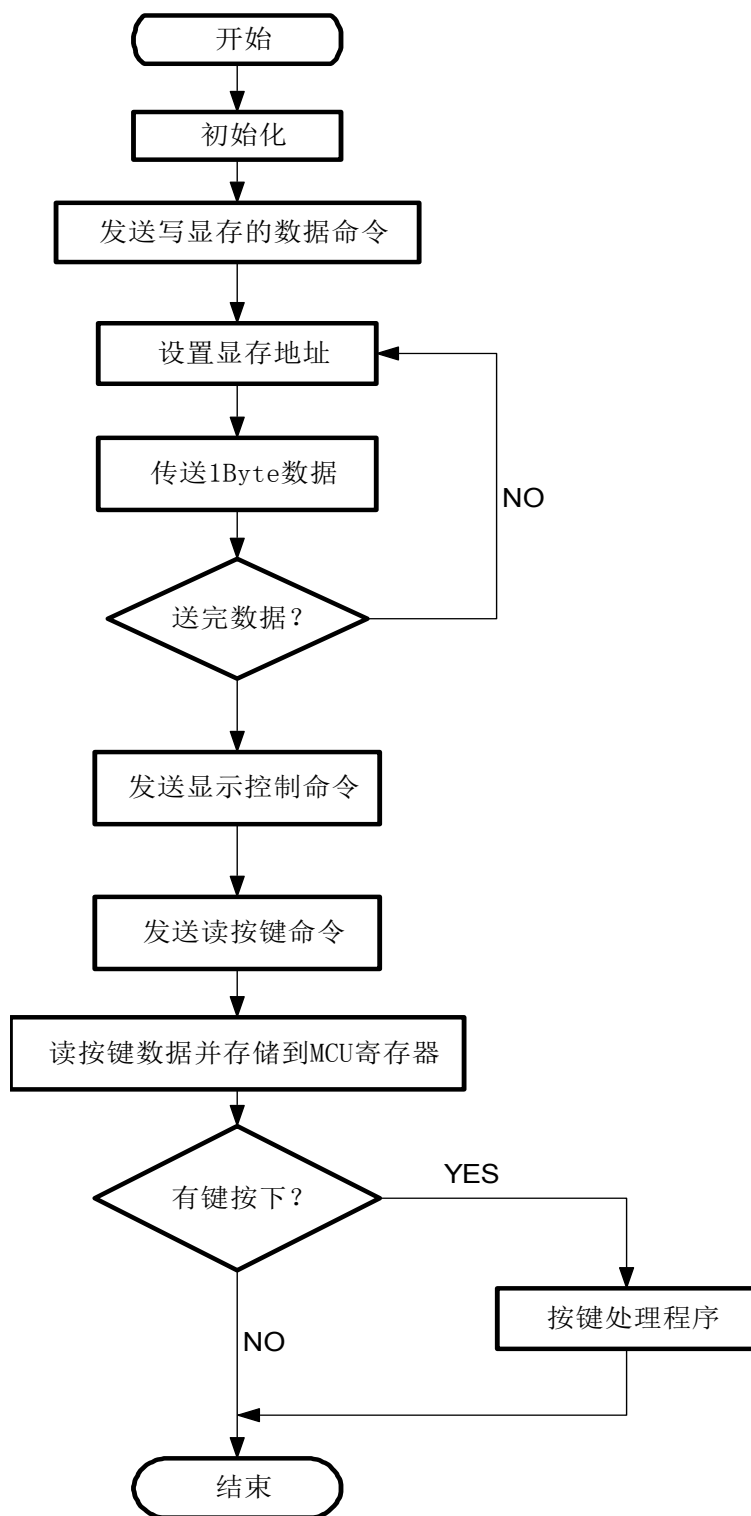 开始
初始化
发送写显存的数据命令
设置显存地址
传送1Byte数据
NO
送完数据?
发送显示控制命令
发送读按键命令
读按键数据并存储到MCU寄存器
YES
有键按下?
按键处理程序
NO
结束